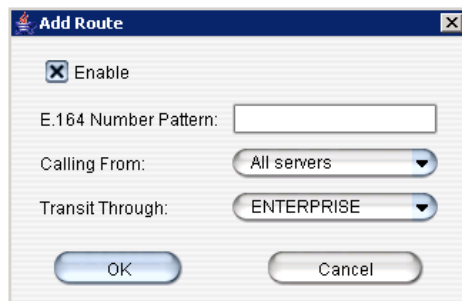 Add Route
Enable
E.164 Number Pattern:
Calling From: All servers
Transit Through: ENTERPRISE
OK Cancel